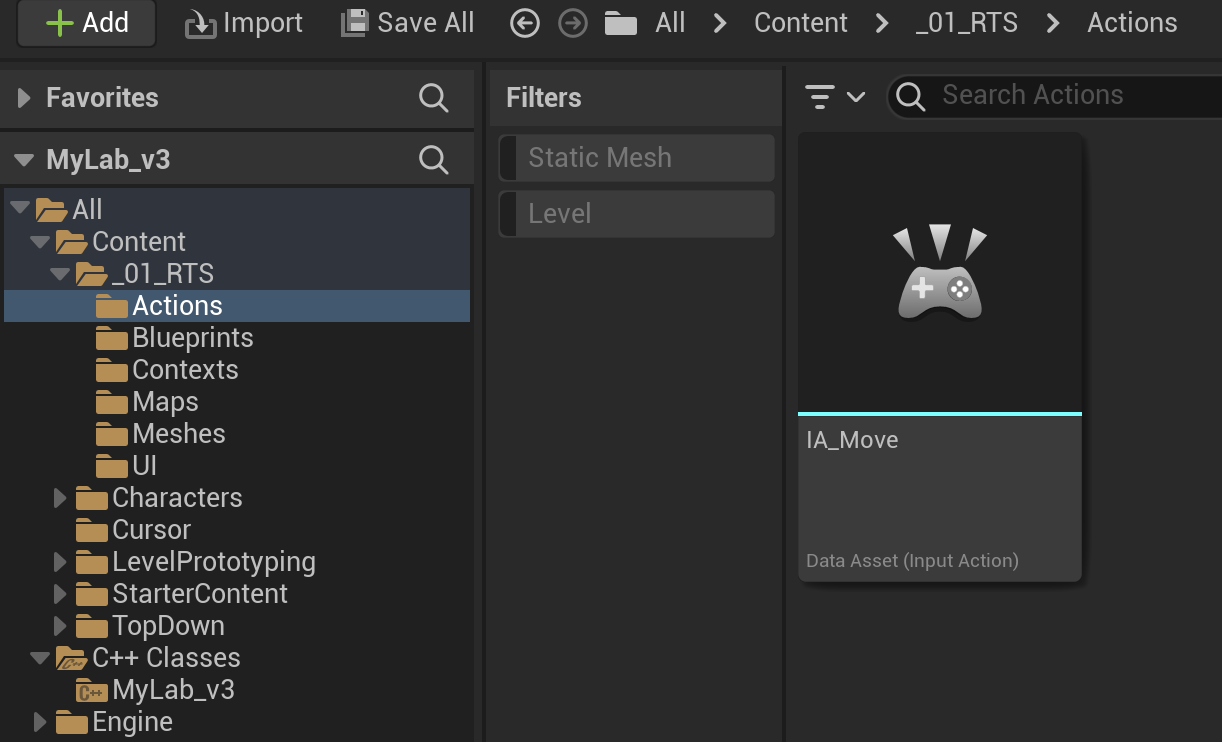 Add Import Save All All Content _01_RTS Actions
Favorites
MyLab_v3
All
Content
_01_RTS
Actions
Blueprints
Contexts
Maps
Meshes
UI
Characters
Cursor
LevelPrototyping
StarterContent
TopDown
C++ Classes
C++ MyLab_v3
Engine
Filters
Static Mesh
Level
Search Actions
IA_Move
Data Asset (Input Action)